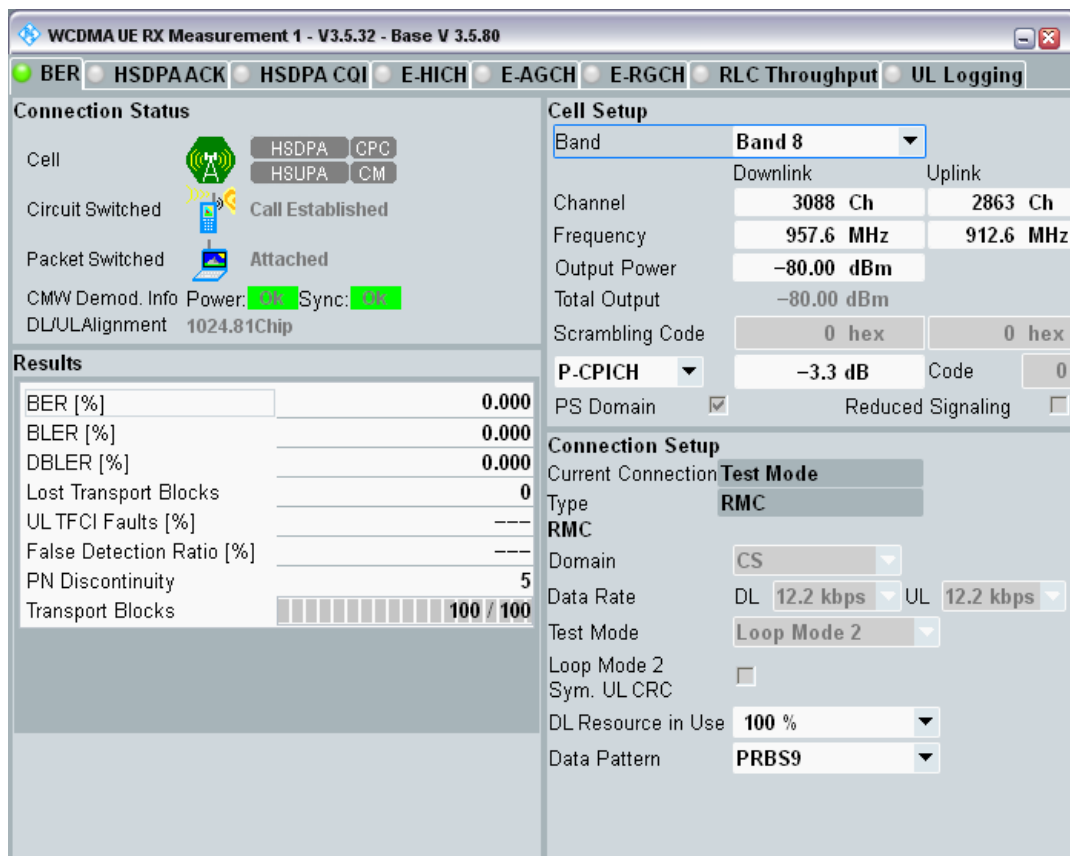 WCDMA UE RX Measurement 1 - V3.5.32 - Base V 3.5.80
BER HSDPA ACK HSDPA CQI E-HICH E-AGCH E-RGCH RLC Throughput UL Logging
Connection Status
Cell HSDPA CPC
HSUPA CM
Circuit Switched Call Established
Packet Switched Attached
CMW Demod. Info Power: Ok Sync: Ok
DL/ULAlignment 1024.81Chip
Results
BER [%] 0.000
BLER [%] 0.000
DBLER [%] 0.000
Lost Transport Blocks 0
UL TFCI Faults [%] ---
False Detection Ratio [%] ---
PN Discontinuity 5
Transport Blocks 100 / 100
Cell Setup
Band Band 8
Downlink Uplink
Channel 3088 Ch 2863 Ch
Frequency 957.6 MHz 912.6 MHz
Output Power −80.00 dBm
Total Output −80.00 dBm
Scrambling Code 0 hex 0 hex
P-CPICH −3.3 dB Code 0
PS Domain Reduced Signaling
Connection Setup
Current Connection Test Mode
Type RMC
RMC
Domain CS
Data Rate DL 12.2 kbps UL 12.2 kbps
Test Mode Loop Mode 2
Loop Mode 2
Sym. UL CRC
DL Resource in Use 100 %
Data Pattern PRBS9